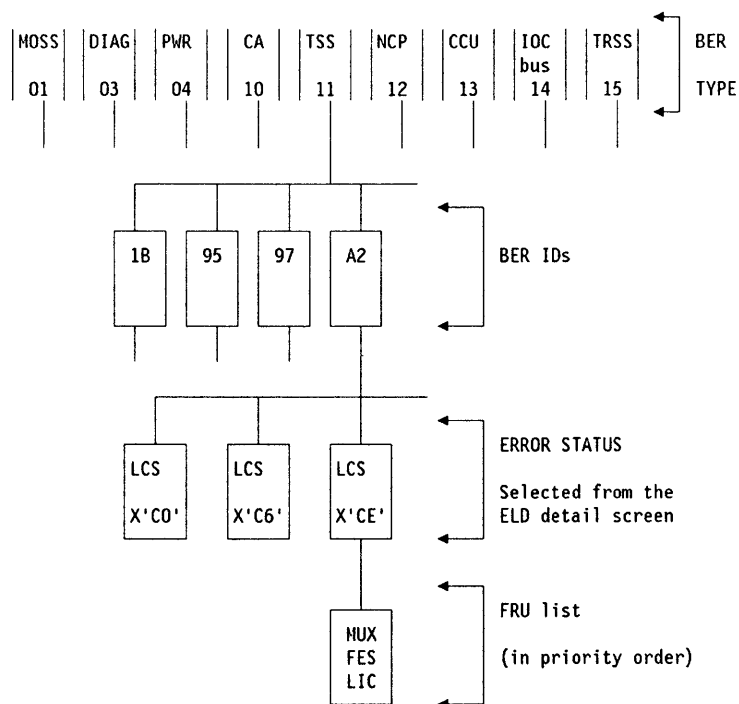 MOSS DIAG PWR CA TSS NCP CCU IOC TRSS BER
bus
01 03 04 10 11 12 13 14 15 TYPE
1B 95 97 A2 BER IDs
ERROR STATUS
LCS LCS LCS
Selected from the
X'C0' X'C6' X'CE' ELD detail screen
FRU list
MUX
FES (in priority order)
LIC